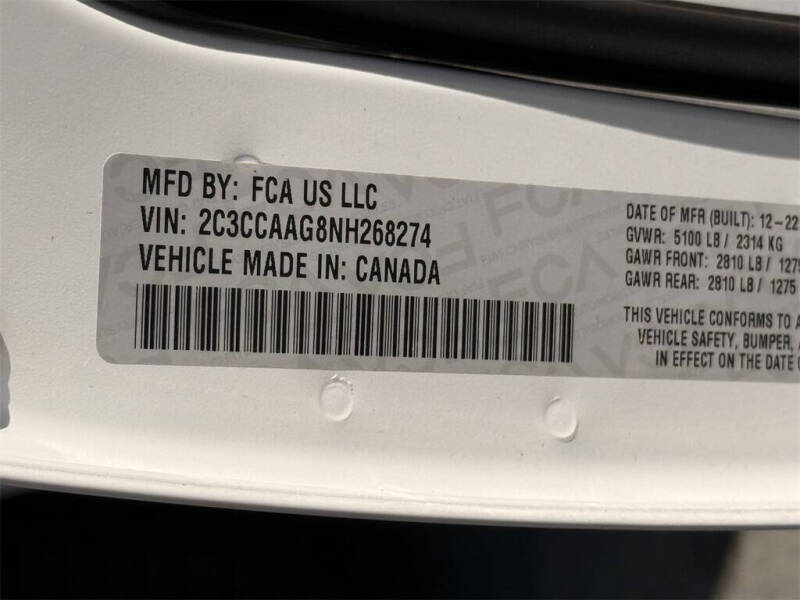 MFD BY: FCA US LLC
VIN: 2C3CCAAG8NH268274
VEHICLE MADE IN: CANADA
DATE OF MFR (BUILT): 12-22
GVWR: 5100 LB / 2314 KG
GAWR FRONT: 2810 LB /
GAWR REAR: 2810 LB / 1275
THIS VEHICLE CONFORMS TO
VEHICLE SAFETY, BUMPER,
IN EFFECT ON THE DATE
FCA